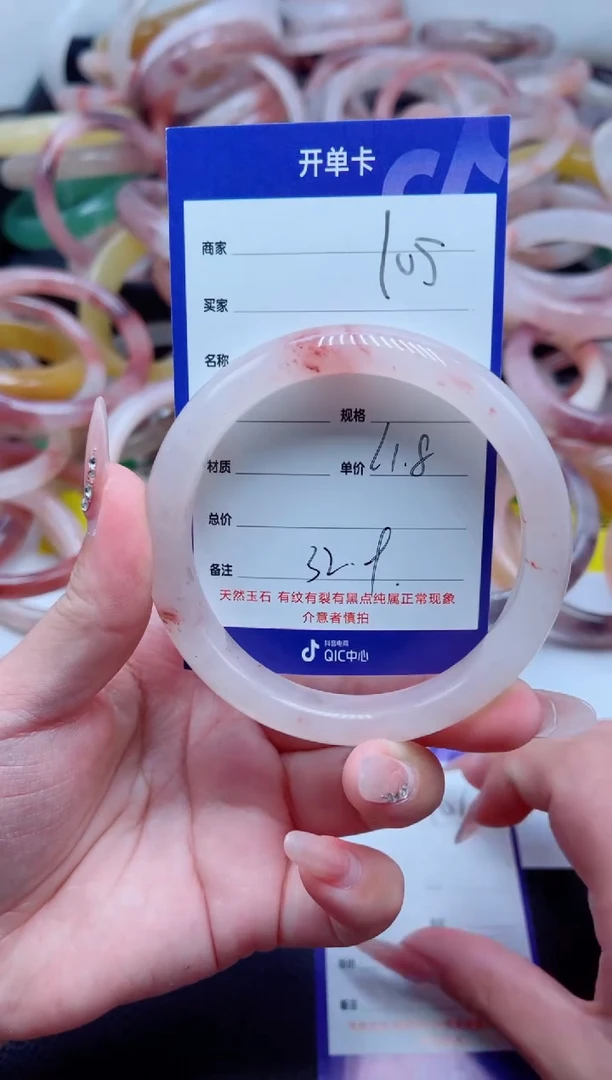 开单卡
商家 105
买家
名称
规格
材质 单价 61.8
总价
备注 32.9.
天然玉石 有纹有裂有黑点纯属正常现象
介意者慎拍
抖音电商
QIC中心